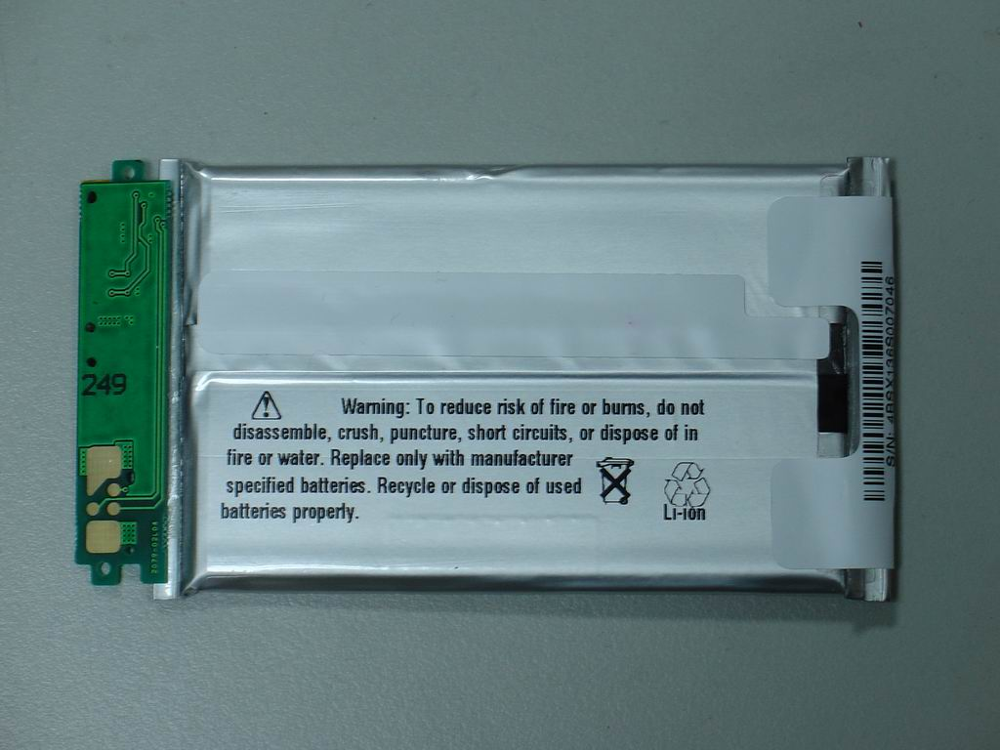 249
2079-02L04
Warning: To reduce risk of fire or burns, do not
disassemble, crush, puncture, short circuits, or dispose of in
fire or water. Replace only with manufacturer
specified batteries. Recycle or dispose of used
batteries properly.
Li-ion
S/N: